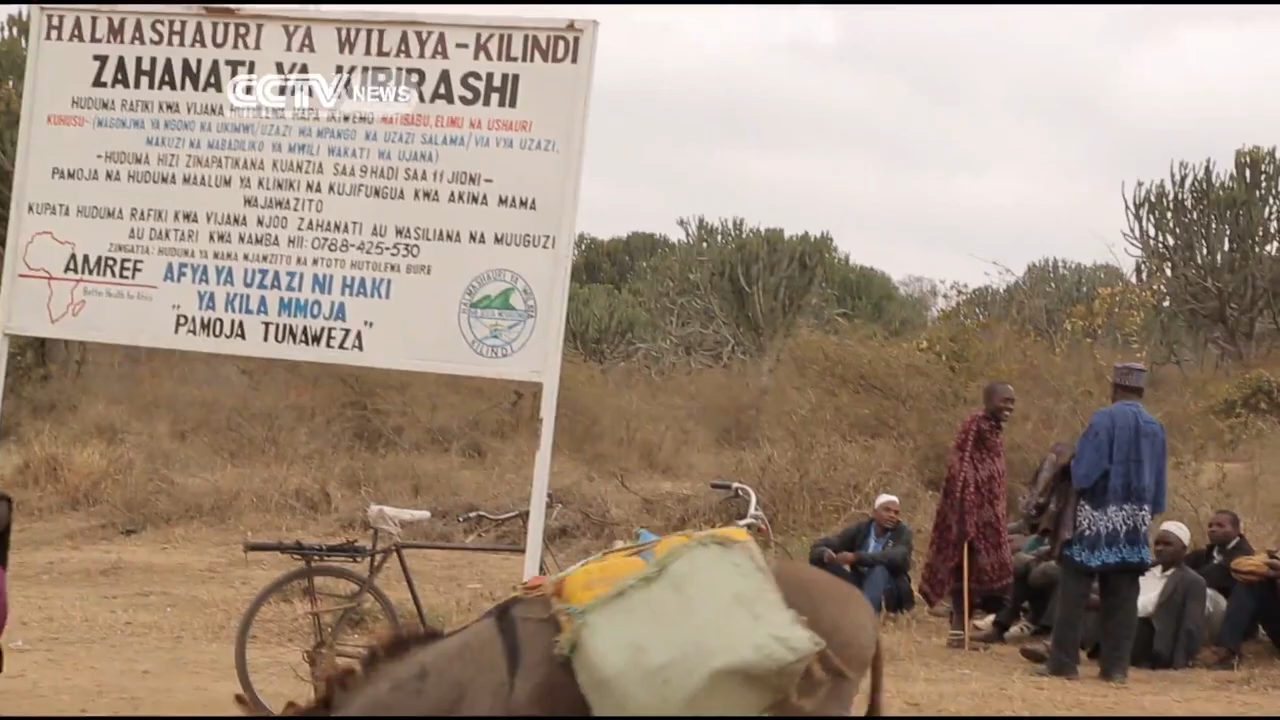 HALMASHAURI YA WILAYA-KILINDI
ZAHANATI YA KIBIRASHI
CCTV NEWS
HUDUMA RAFIKI KWA VIJANA HUTOLEWA HAPA IKIWEMO MATIBABU, ELIMU NA USHAURI
KUHUSU- (MAGONJWA YA NGONO NA UKIMWI/UZAZI WA MPANGO NA UZAZI SALAMA/VIA VYA UZAZI,
MAKUZI NA MABADILIKO YA MWILI WAKATI WA UJANA)
-HUDUMA HIZI ZINAPATIKANA KUANZIA SAA 9 HADI SAA 11 JIONI-
PAMOJA NA HUDUMA MAALUM YA KLINIKI NA KUJIFUNGUA KWA AKINA MAMA
WAJAWAZITO
KUPATA HUDUMA RAFIKI KWA VIJANA NJOO ZAHANATI AU WASILIANA NA MUUGUZI
AU DAKTARI KWA NAMBA HII: 0788-425-530
ZINGATIA: HUDUMA YA MAMA MJAMZITO NA MTOTO HUTOLEWA BURE
AMREF
Better Health for Africa
AFYA YA UZAZI NI HAKI
YA KILA MMOJA
"PAMOJA TUNAWEZA"
HALMASHAURI YA WILAYA
KILINDI